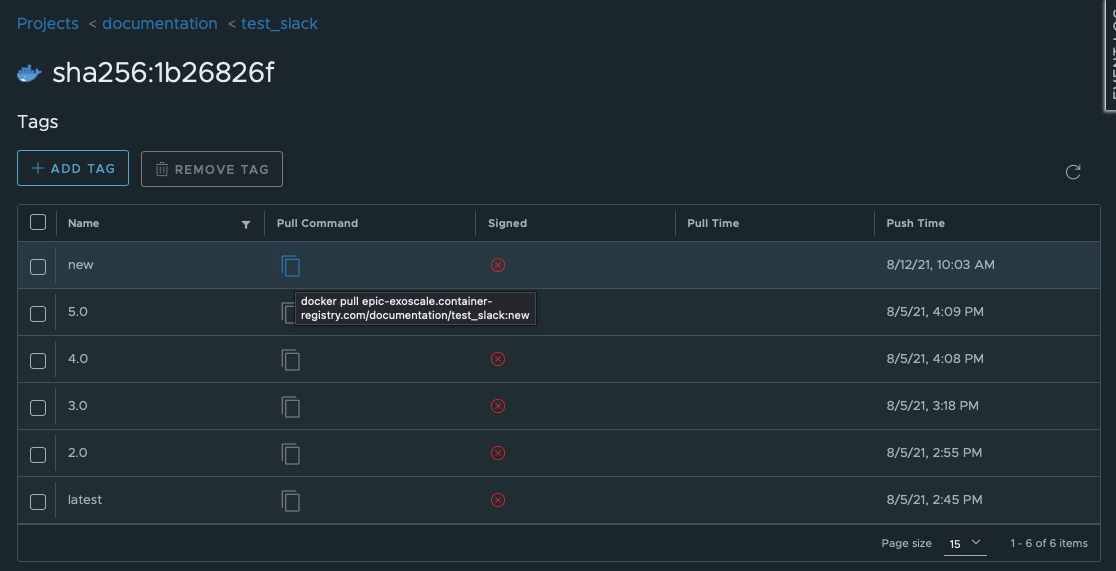 Projects < documentation < test_slack
sha256:1b26826f
Tags
+ ADD TAG REMOVE TAG
Name Pull Command Signed Pull Time Push Time
new 8/12/21, 10:03 AM
docker pull epic-exoscale.container-
registry.com/documentation/test_slack:new
5.0 8/5/21, 4:09 PM
4.0 8/5/21, 4:08 PM
3.0 8/5/21, 3:18 PM
2.0 8/5/21, 2:55 PM
latest 8/5/21, 2:45 PM
Page size 15 1 - 6 of 6 items